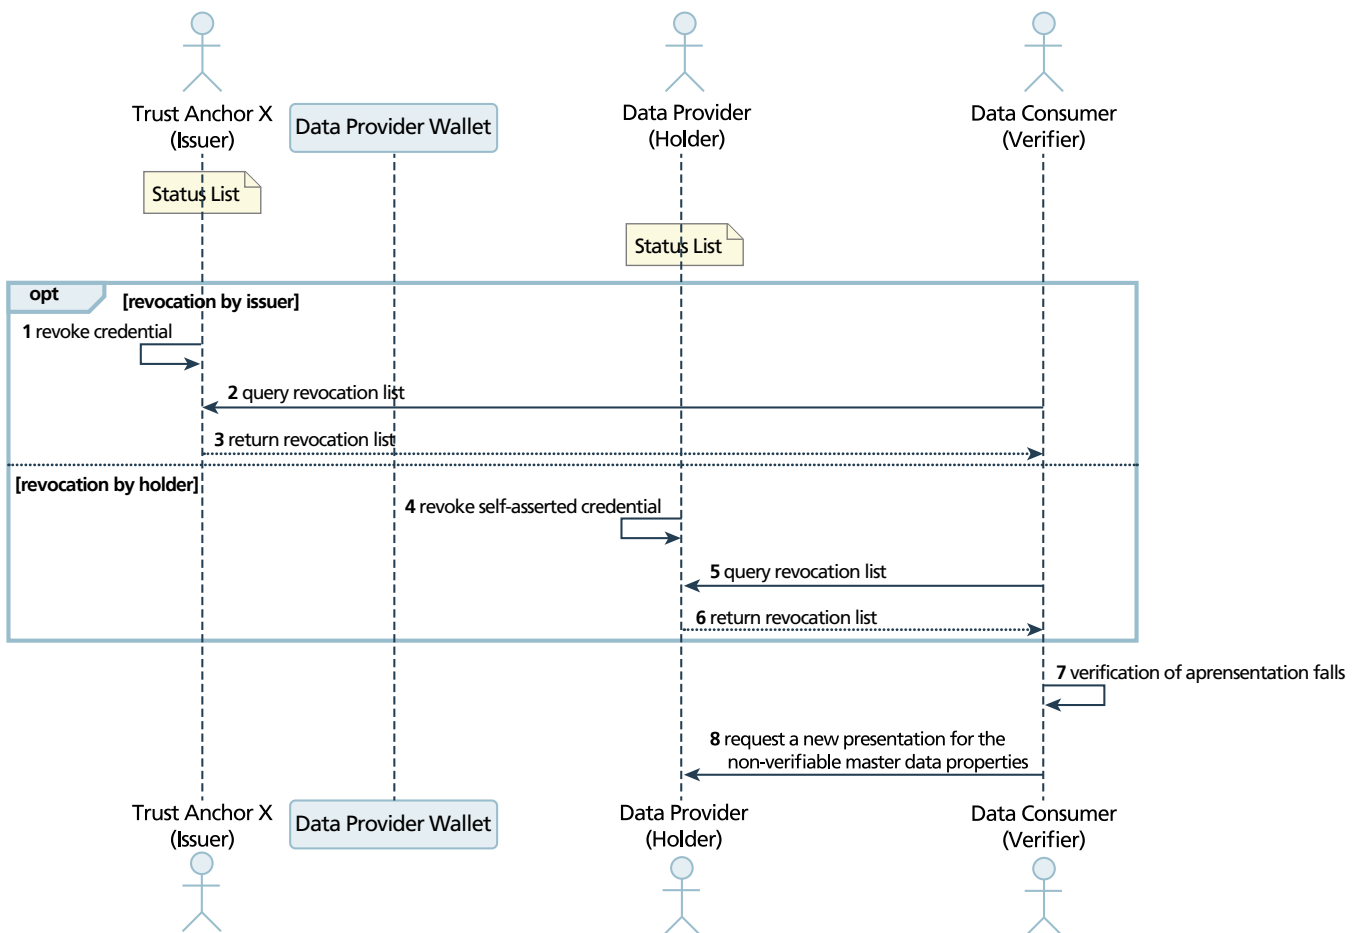 Trust Anchor X
(Issuer)
Data Provider Wallet
Data Provider
(Holder)
Data Consumer
(Verifier)
Status List
Status List
opt
[revocation by issuer]
1 revoke credential
2 query revocation list
3 return revocation list
[revocation by holder]
4 revoke self-asserted credential
5 query revocation list
6 return revocation list
7 verification of aprensentation falls
8 request a new presentation for the
non-verifiable master data properties
Trust Anchor X
(Issuer)
Data Provider Wallet
Data Provider
(Holder)
Data Consumer
(Verifier)